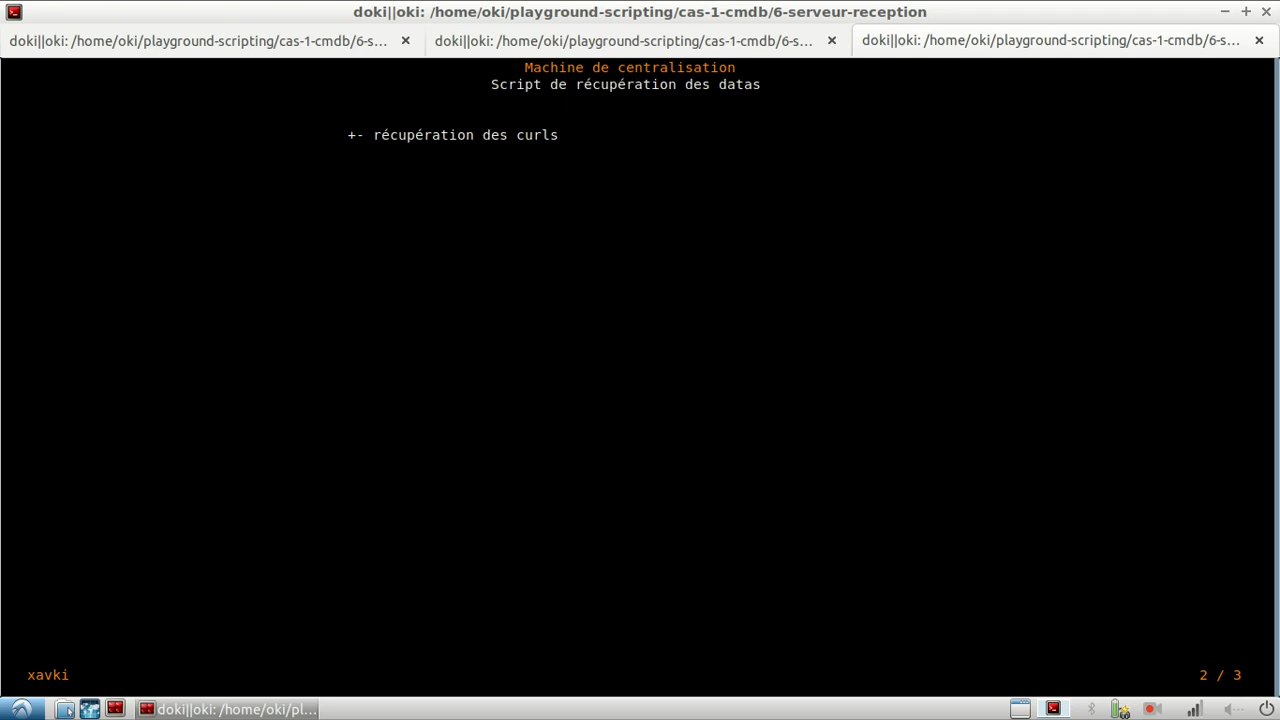 doki||oki: /home/oki/playground-scripting/cas-1-cmdb/6-serveur-reception
doki||oki: /home/oki/playground-scripting/cas-1-cmdb/6-s...
doki||oki: /home/oki/playground-scripting/cas-1-cmdb/6-s...
doki||oki: /home/oki/playground-scripting/cas-1-cmdb/6-s...
Machine de centralisation
Script de récupération des datas
+- récupération des curls
xavki
2 / 3
doki||oki: /home/oki/pl...